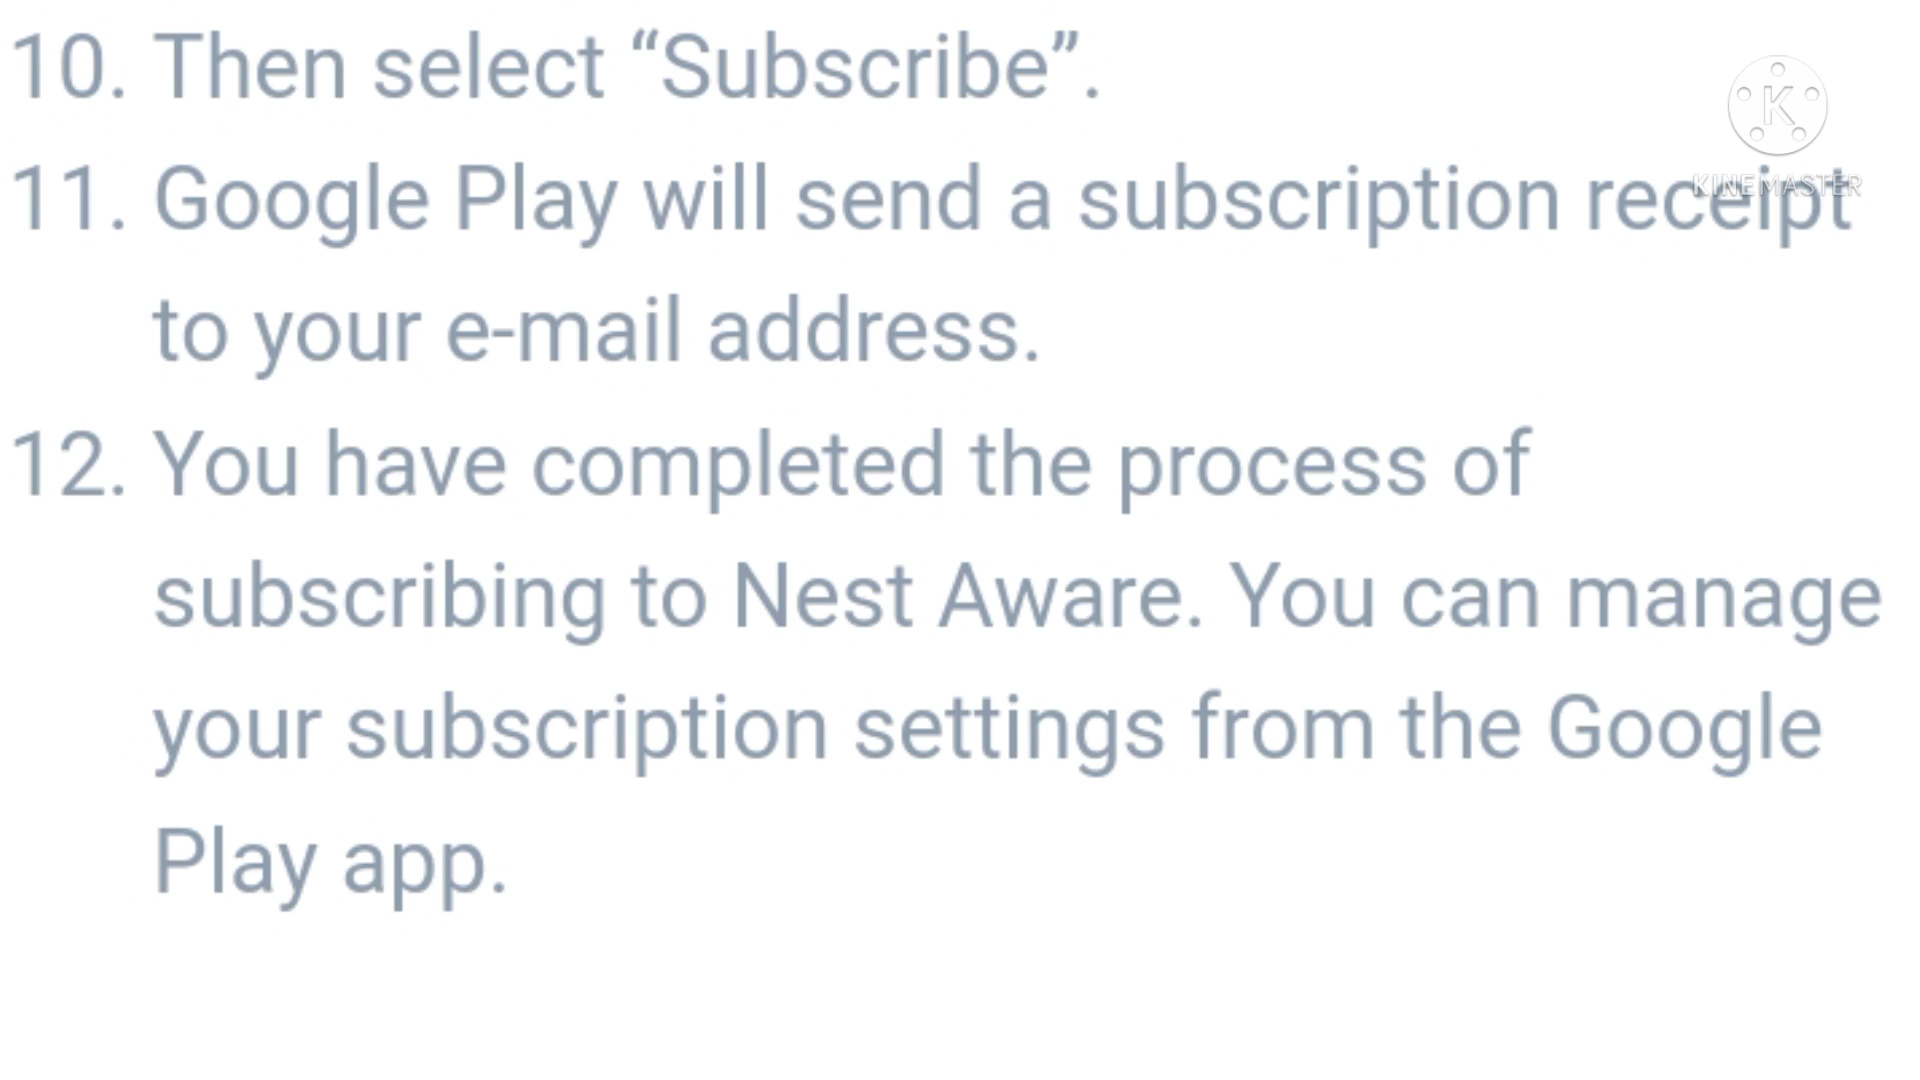 10. Then select “Subscribe”.
K
KINEMASTER
11. Google Play will send a subscription receipt
to your e-mail address.
12. You have completed the process of
subscribing to Nest Aware. You can manage
your subscription settings from the Google
Play app.